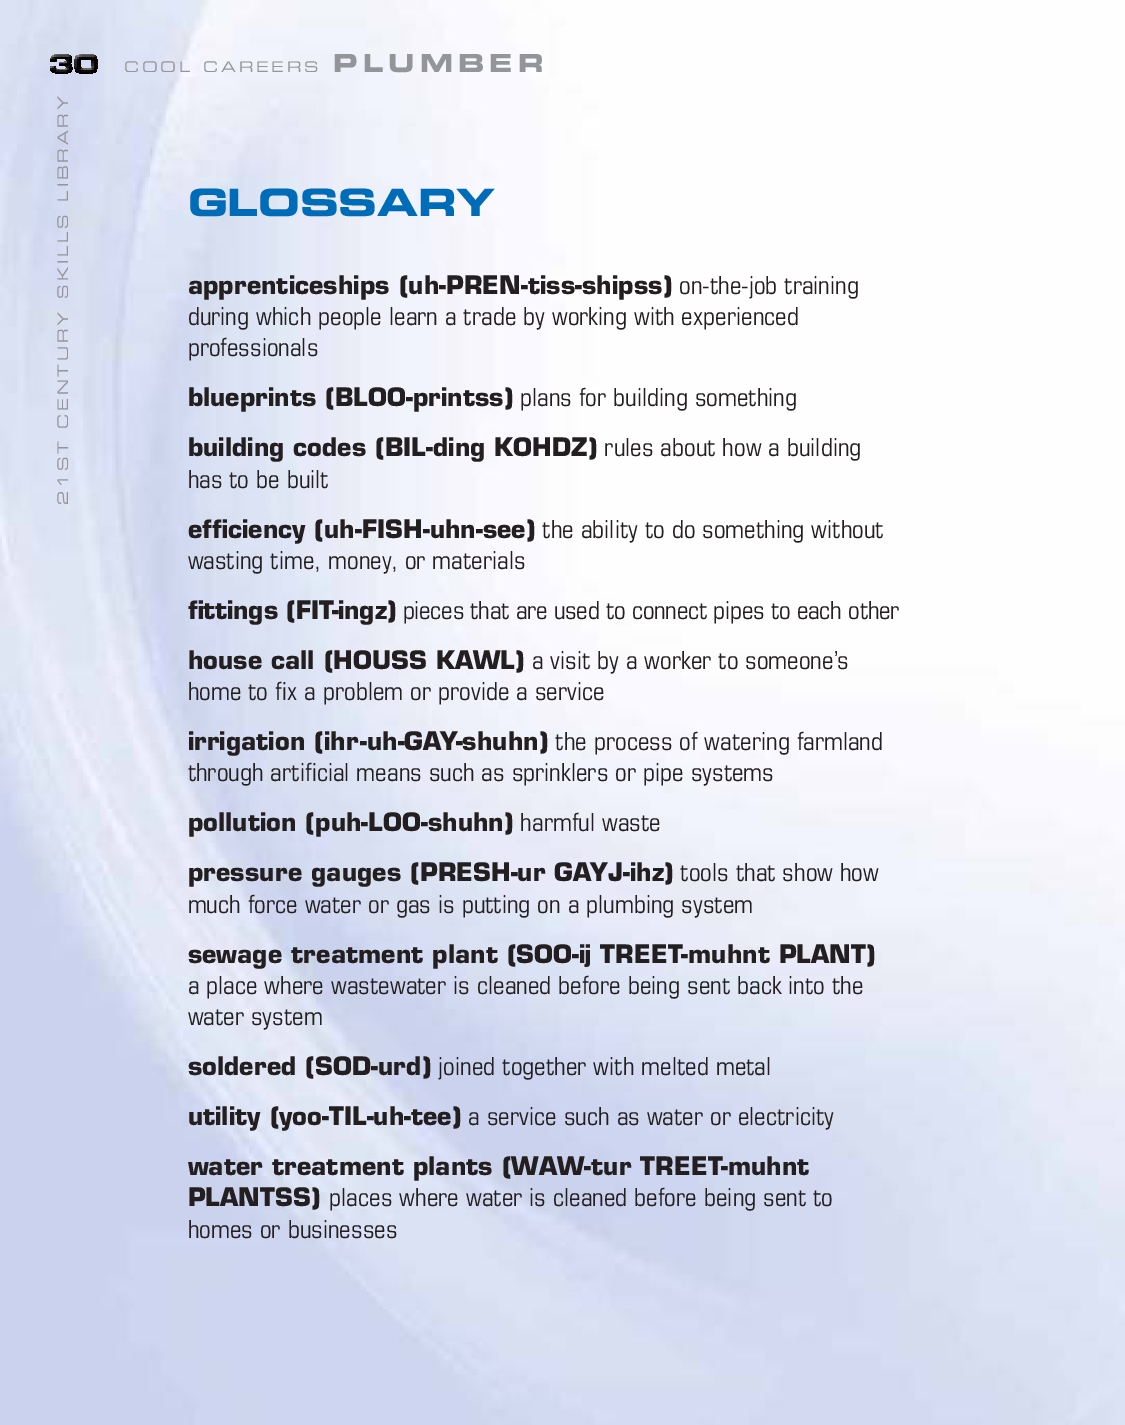 30 COOL CAREERS PLUMBER
21ST CENTURY SKILLS LIBRARY
GLOSSARY
apprenticeships (uh-PREN-tiss-shipss) on-the-job training
during which people learn a trade by working with experienced
professionals
blueprints (BLOO-printss) plans for building something
building codes (BIL-ding KOHDZ) rules about how a building
has to be built
efficiency (uh-FISH-uhn-see) the ability to do something without
wasting time, money, or materials
fittings (FIT-ingz) pieces that are used to connect pipes to each other
house call (HOUSS KAWL) a visit by a worker to someone's
home to fix a problem or provide a service
irrigation (ihr-uh-GAY-shuhn) the process of watering farmland
through artificial means such as sprinklers or pipe systems
pollution (puh-LOO-shuhn) harmful waste
pressure gauges (PRESH-ur GAYJ-ihz) tools that show how
much force water or gas is putting on a plumbing system
sewage treatment plant (SOO-ij TREET-muhnt PLANT)
a place where wastewater is cleaned before being sent back into the
water system
soldered (SOD-urd) joined together with melted metal
utility (yoo-TIL-uh-tee) a service such as water or electricity
water treatment plants (WAW-tur TREET-muhnt
PLANTSS) places where water is cleaned before being sent to
homes or businesses